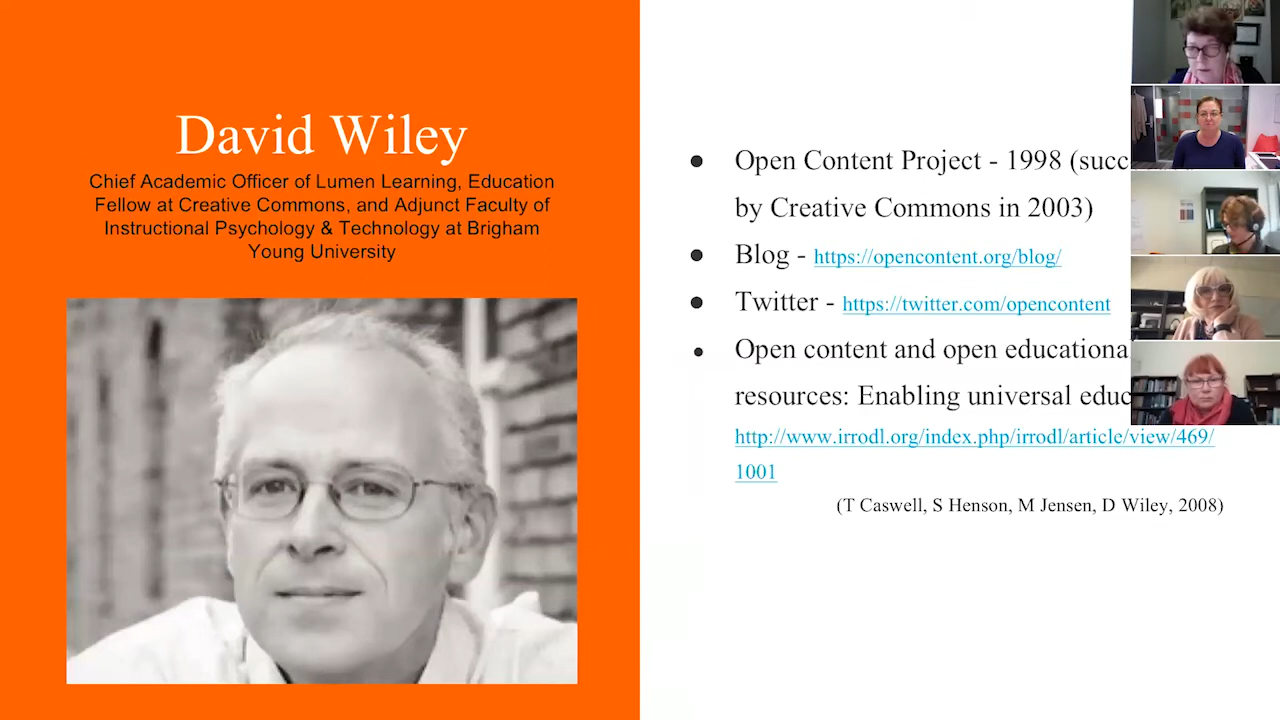 David Wiley
Chief Academic Officer of Lumen Learning, Education
Fellow at Creative Commons, and Adjunct Faculty of
Instructional Psychology & Technology at Brigham
Young University
● Open Content Project - 1998 (succ
by Creative Commons in 2003)
● Blog - https://opencontent.org/blog/
● Twitter - https://twitter.com/opencontent
● Open content and open educationa
resources: Enabling universal educ
http://www.irrodl.org/index.php/irrodl/article/view/469/
1001
(T Caswell, S Henson, M Jensen, D Wiley, 2008)